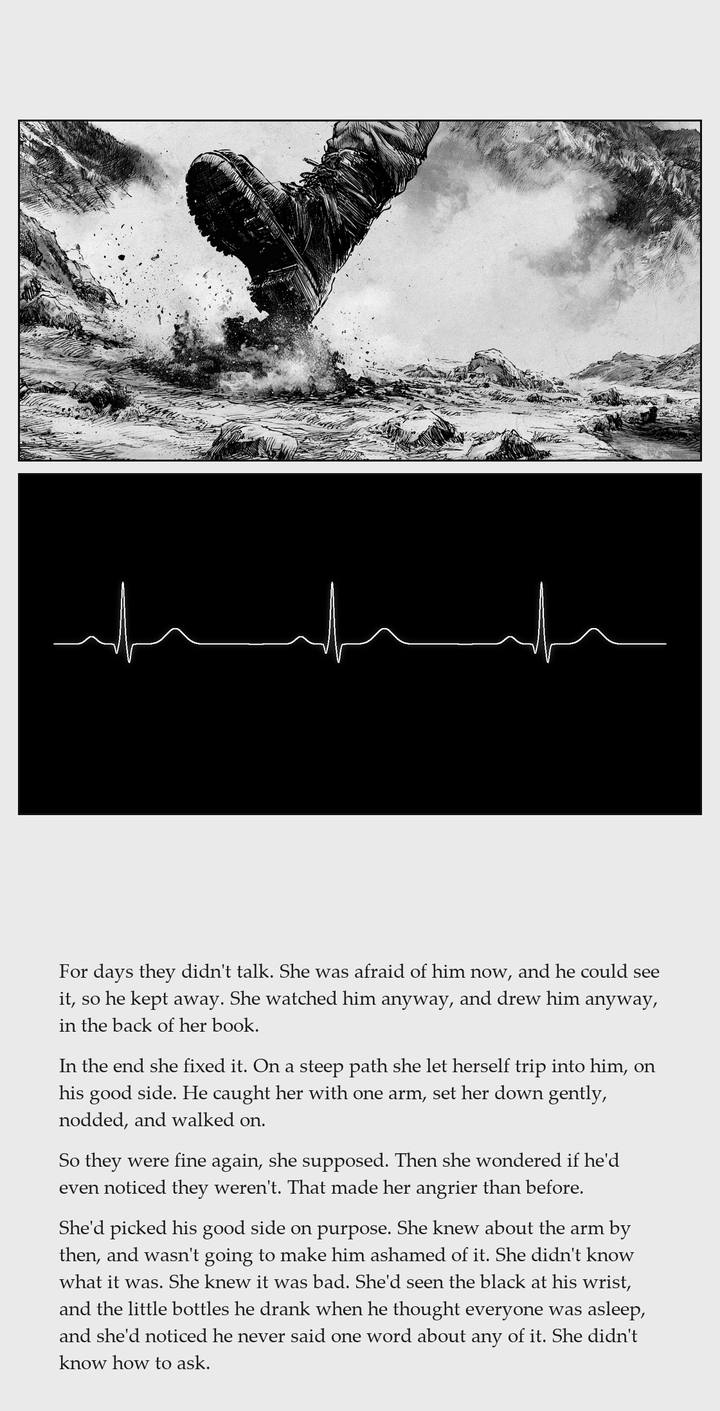 For days they didn't talk. She was afraid of him now, and he could see
it, so he kept away. She watched him anyway, and drew him anyway,
in the back of her book.
In the end she fixed it. On a steep path she let herself trip into him, on
his good side. He caught her with one arm, set her down gently,
nodded, and walked on.
So they were fine again, she supposed. Then she wondered if he'd
even noticed they weren't. That made her angrier than before.
She'd picked his good side on purpose. She knew about the arm by
then, and wasn't going to make him ashamed of it. She didn't know
what it was. She knew it was bad. She'd seen the black at his wrist,
and the little bottles he drank when he thought everyone was asleep,
and she'd noticed he never said one word about any of it. She didn't
know how to ask.